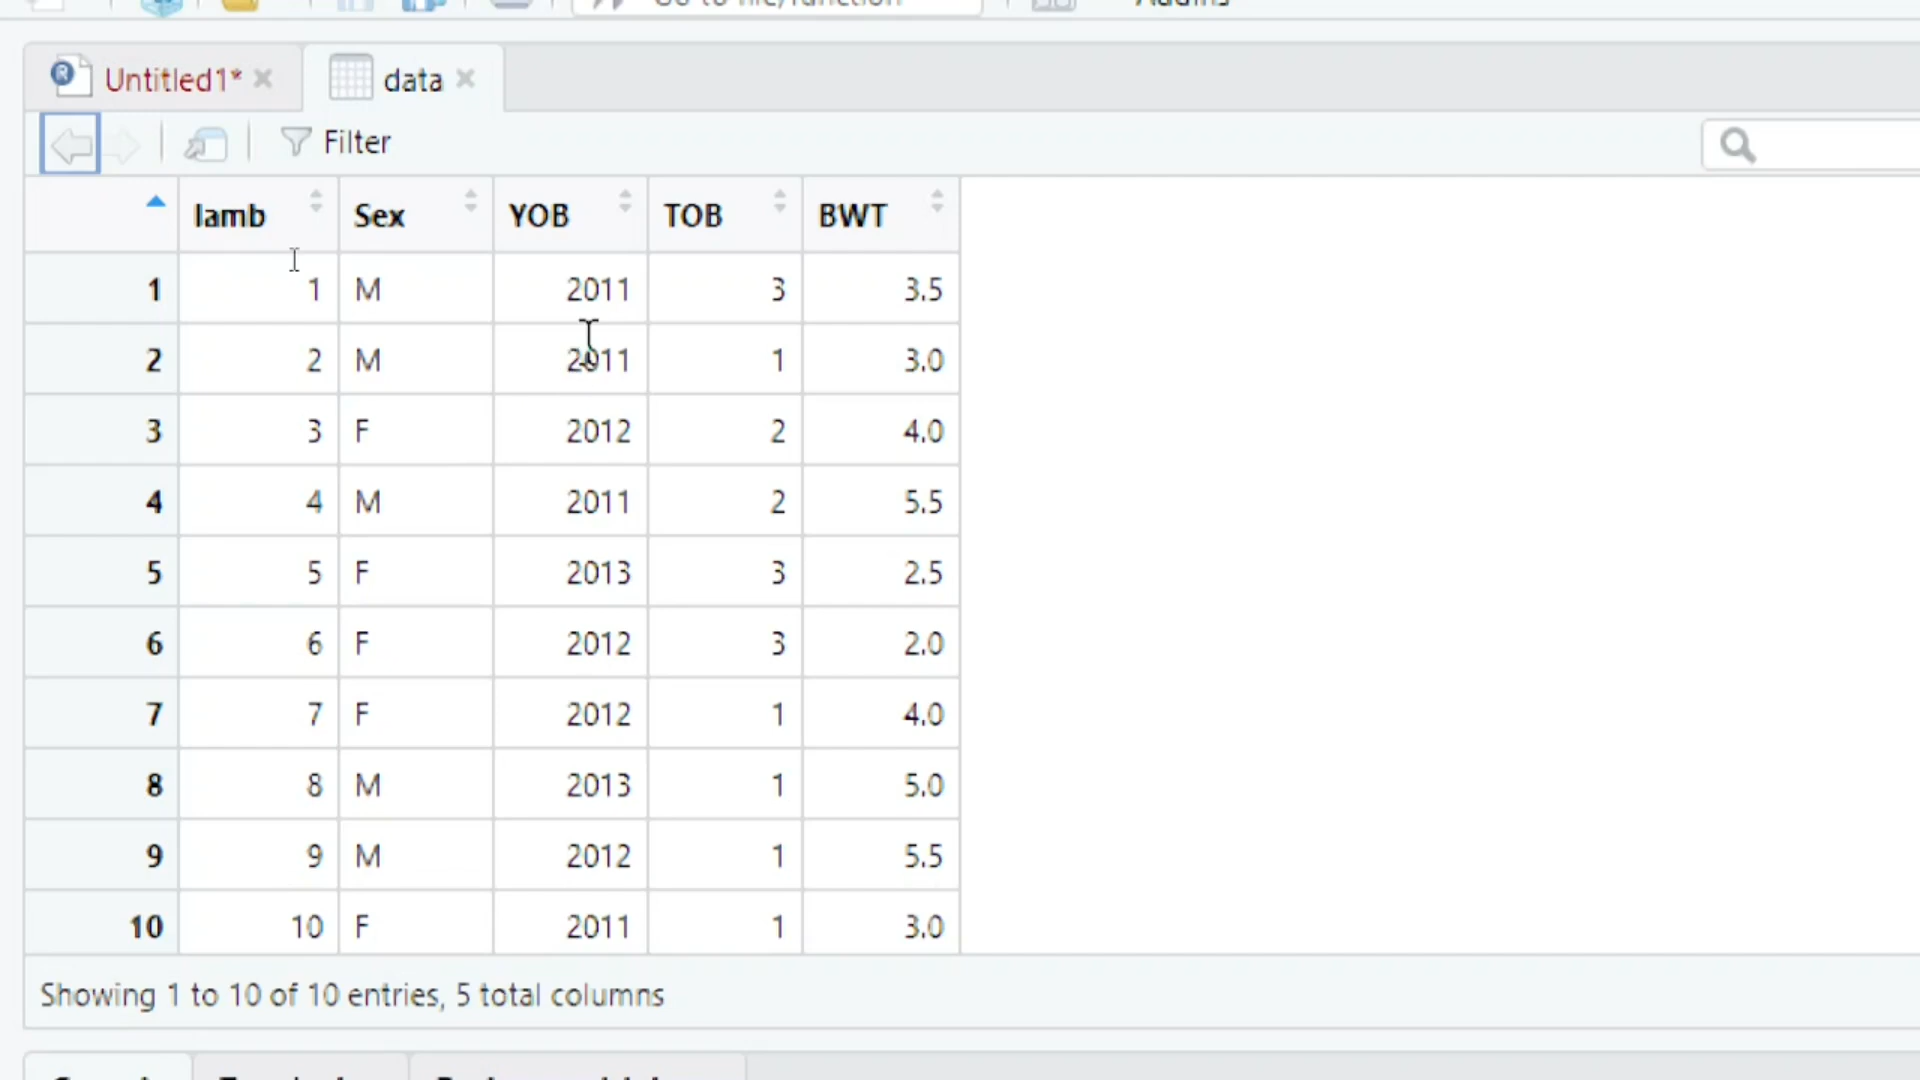 Addins
Untitled1* data
Filter
lamb Sex YOB TOB BWT
1 1 M 2011 3 3.5
2 2 M 2011 1 3.0
3 3 F 2012 2 4.0
4 4 M 2011 2 5.5
5 5 F 2013 3 2.5
6 6 F 2012 3 2.0
7 7 F 2012 1 4.0
8 8 M 2013 1 5.0
9 9 M 2012 1 5.5
10 10 F 2011 1 3.0
Showing 1 to 10 of 10 entries, 5 total columns